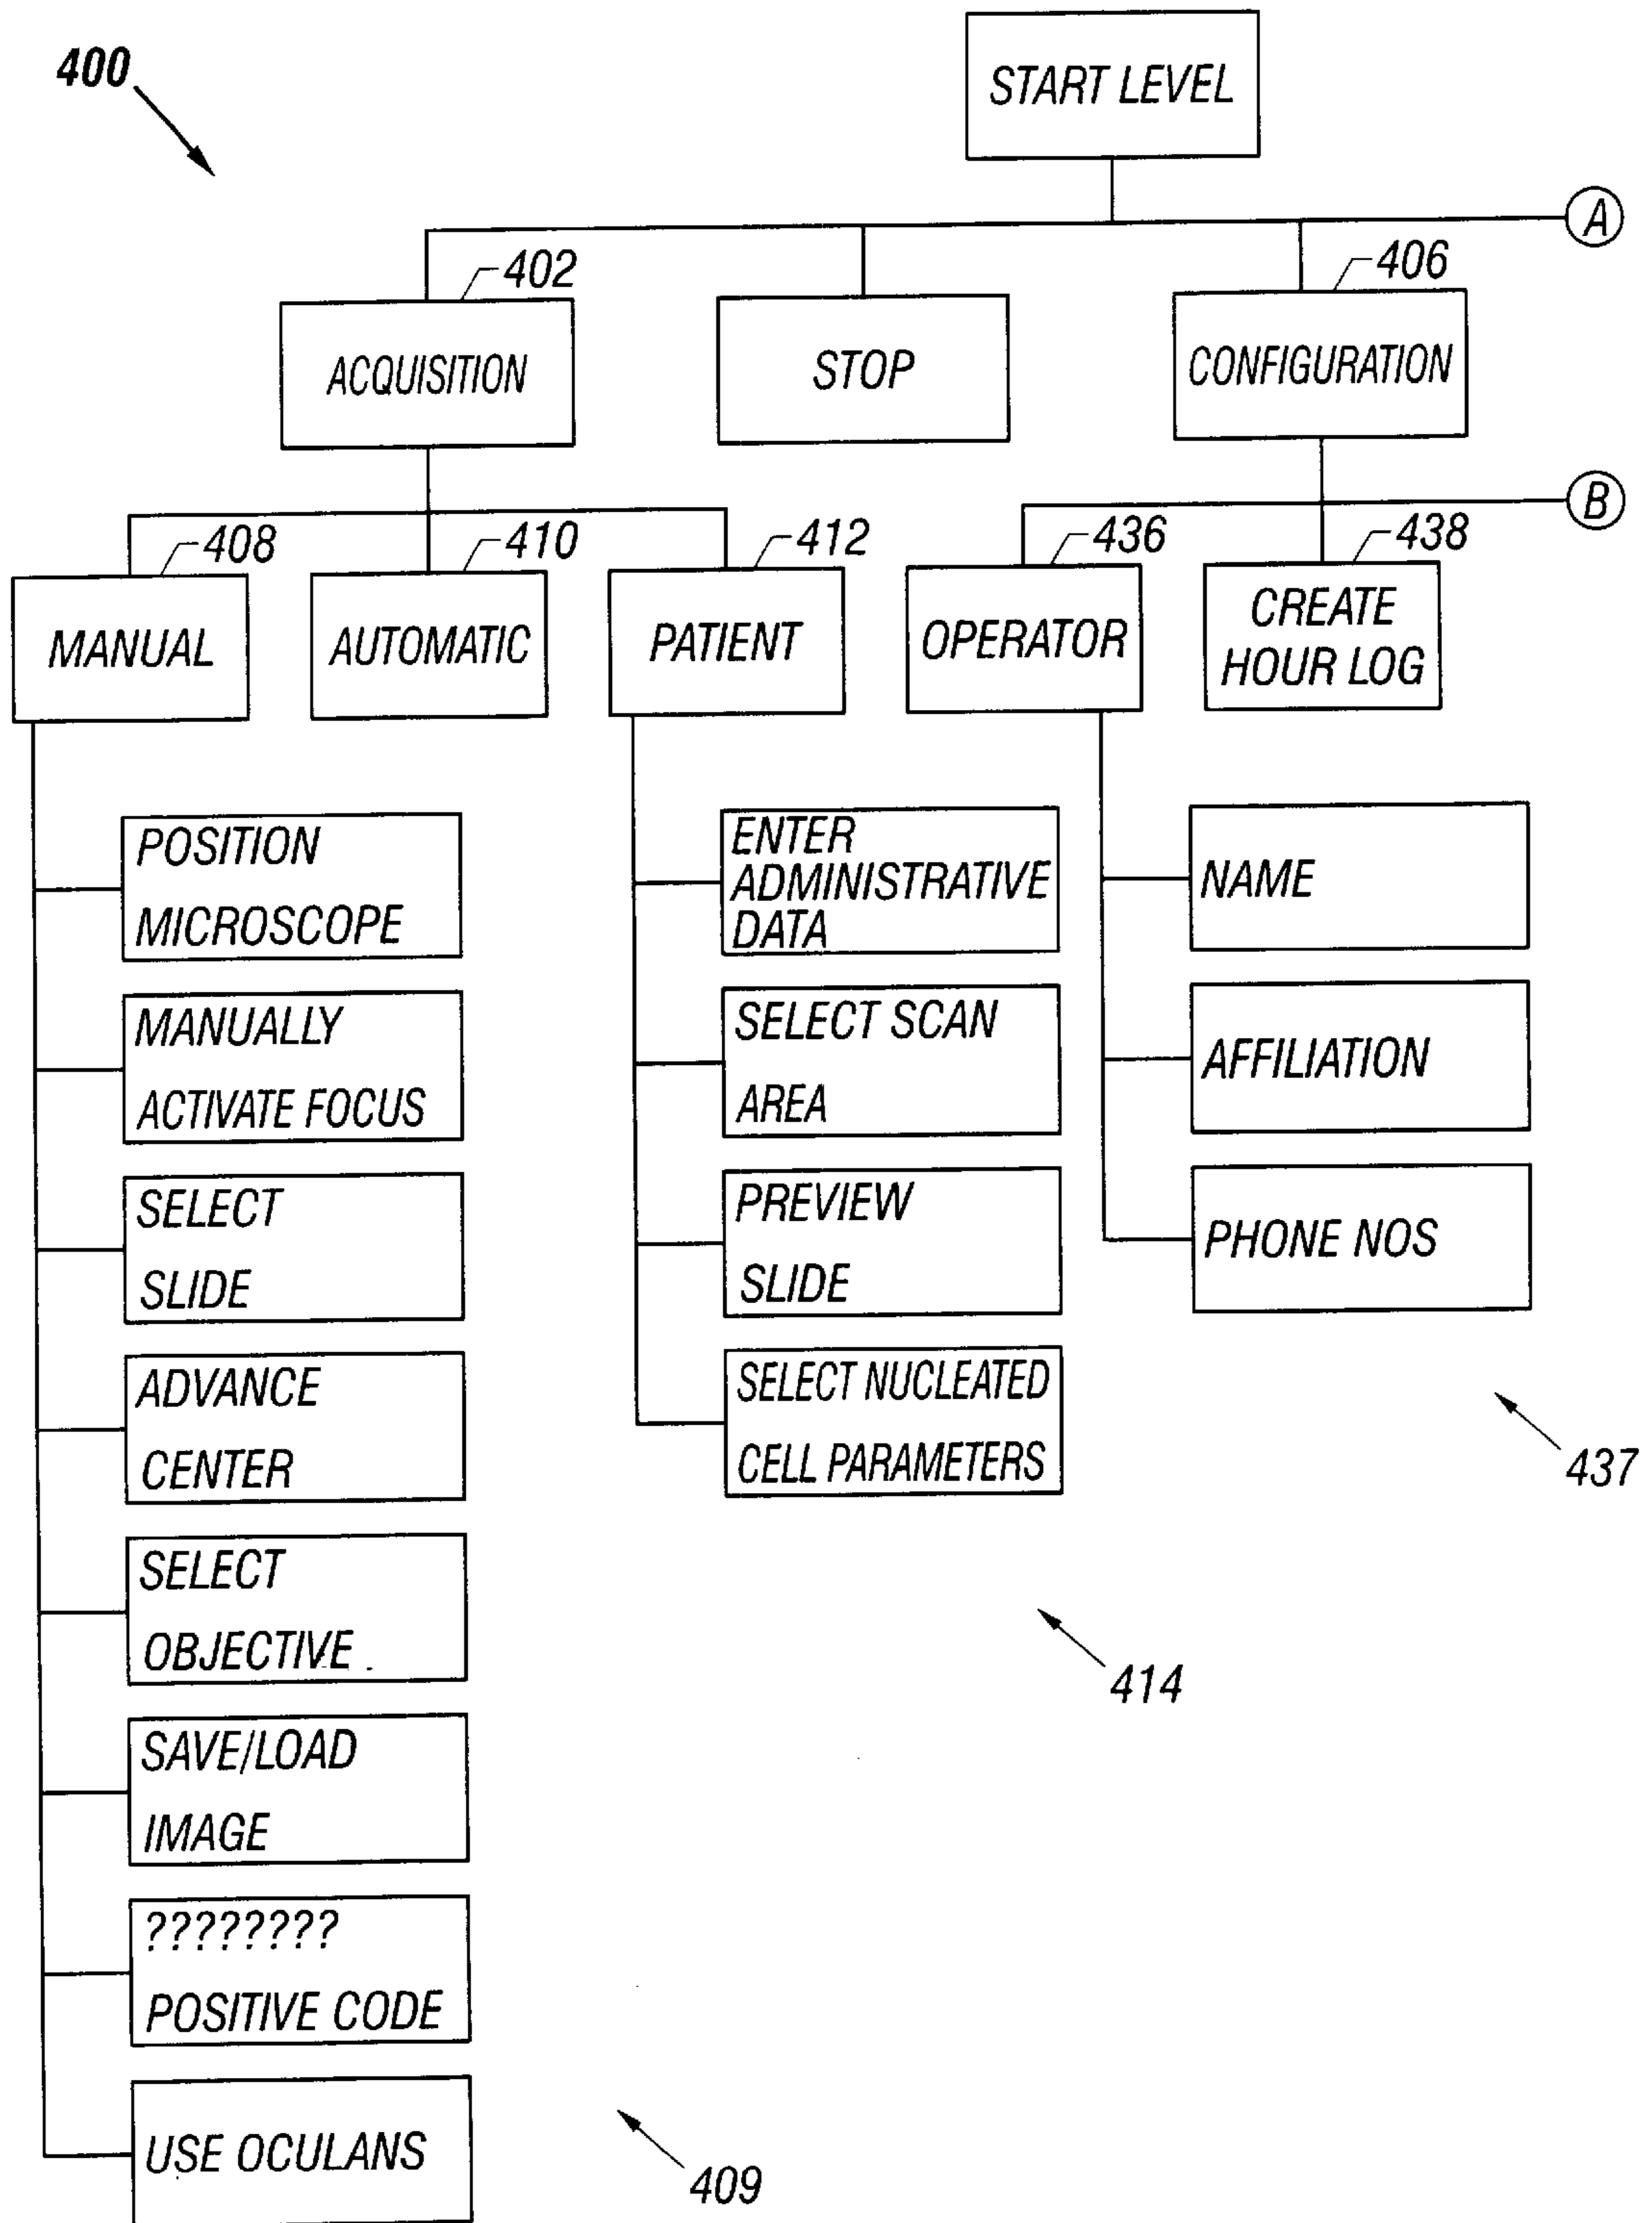 400
START LEVEL
A
402
406
ACQUISITION
STOP
CONFIGURATION
B
408
410
412
436
438
MANUAL
AUTOMATIC
PATIENT
OPERATOR
CREATE
HOUR LOG
POSITION
MICROSCOPE
MANUALLY
ACTIVATE FOCUS
SELECT
SLIDE
ADVANCE
CENTER
SELECT
OBJECTIVE
SAVE/LOAD
IMAGE
????????
POSITIVE CODE
USE OCULANS
409
ENTER
ADMINISTRATIVE
DATA
SELECT SCAN
AREA
PREVIEW
SLIDE
SELECT NUCLEATED
CELL PARAMETERS
414
NAME
AFFILIATION
PHONE NOS
437